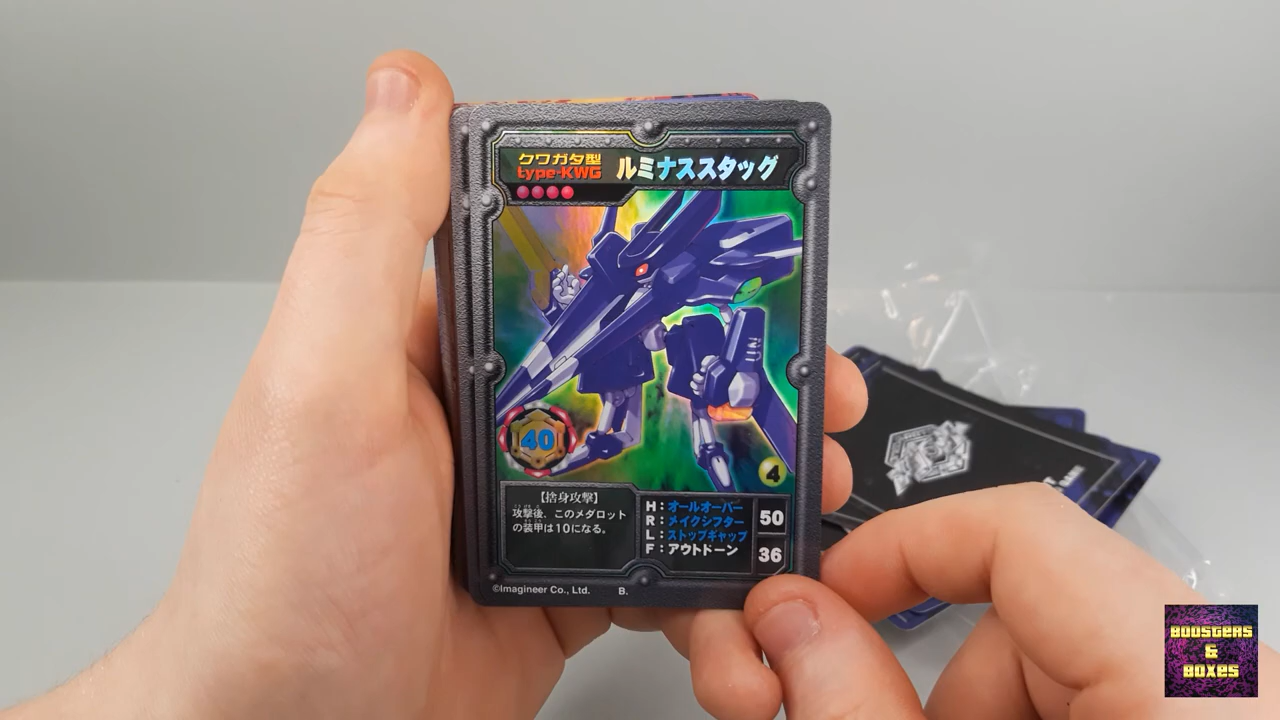 クワガタ型
type-KWG
ルミナススタッグ
40
4
【捨身攻撃】
攻撃後、このメダロット
の装甲は10になる。
H：オールオーバー
R：メイクシフター
L：ストップギャップ
F：アウトドーン
50
36
©Imagineer Co., Ltd. B.
BOOSTERS
&
BOXES